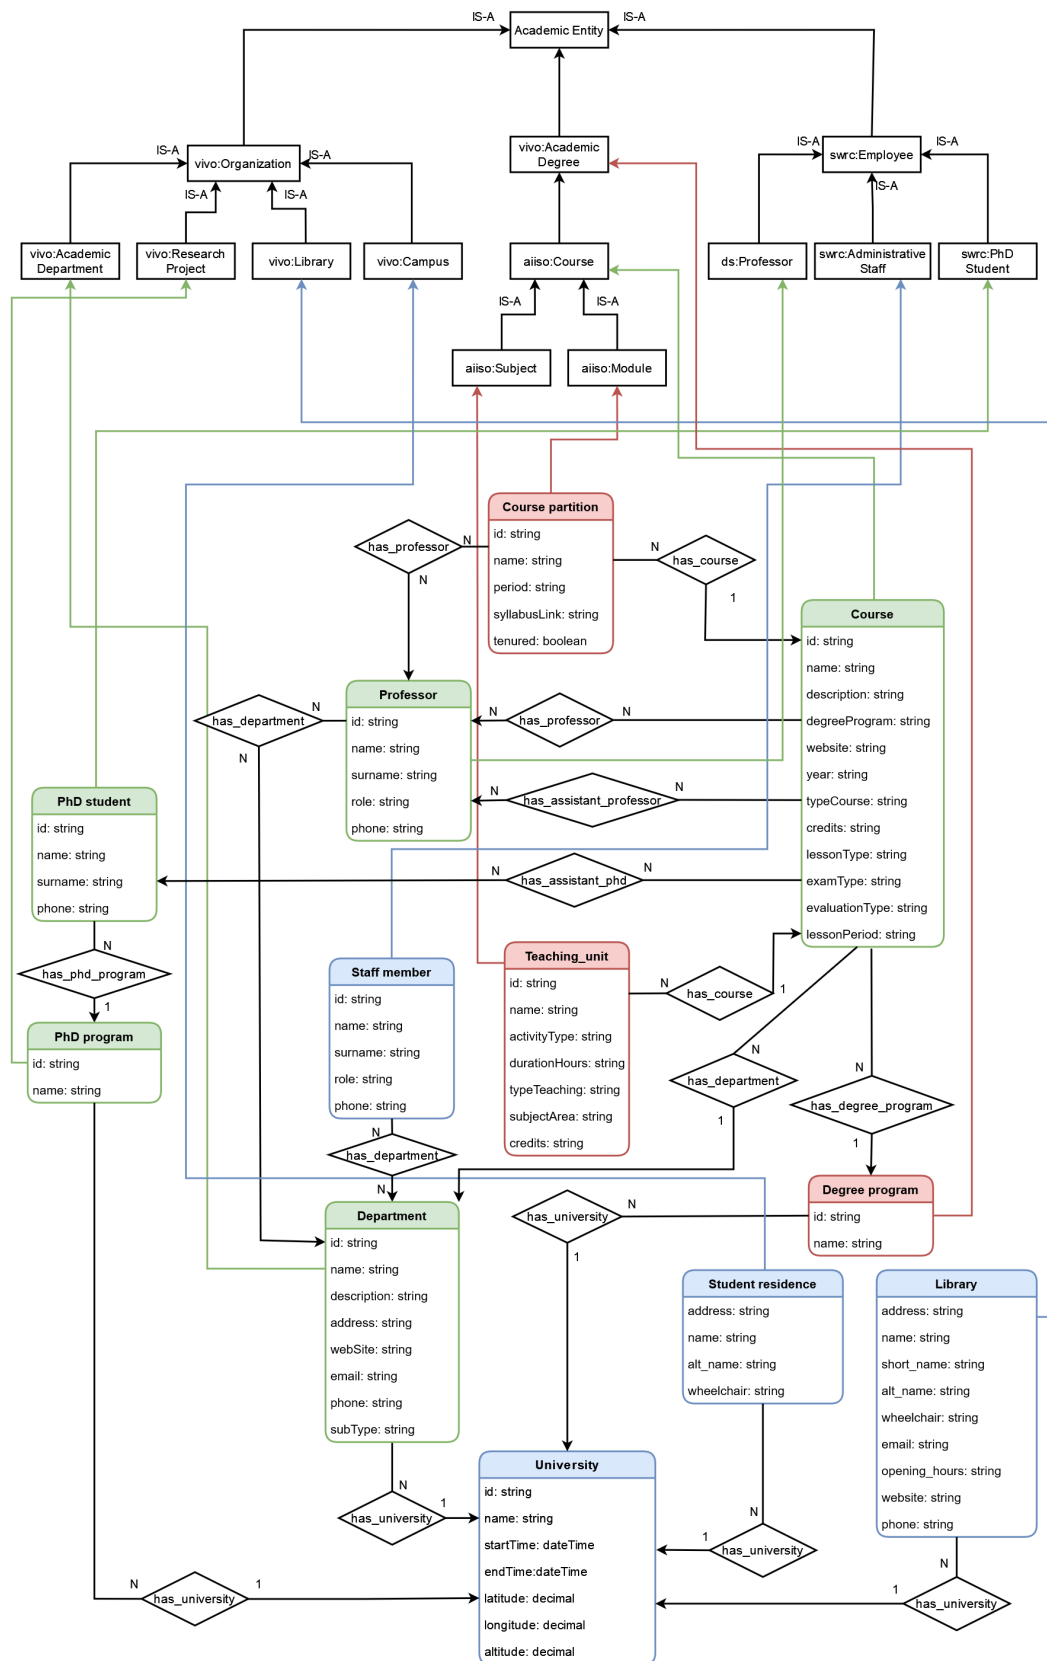 IS-A
Academic Entity
IS-A
IS-A
vivo:Organization
IS-A
IS-A
IS-A
vivo:Academic
Degree
IS-A
swrc:Employee
IS-A
IS-A
vivo:Academic
Department
vivo:Research
Project
vivo:Library
vivo:Campus
aiiso:Course
ds:Professor
swrc:Administrative
Staff
swrc:PhD
Student
IS-A
IS-A
aiiso:Subject
aiiso:Module
Course partition
id: string
name: string
period: string
syllabusLink: string
tenured: boolean
has_professor
N
N
N
has_course
1
Course
id: string
name: string
description: string
degreeProgram: string
website: string
year: string
typeCourse: string
credits: string
lessonType: string
examType: string
evaluationType: string
lessonPeriod: string
Professor
id: string
name: string
surname: string
role: string
phone: string
has_department
N
N
N
has_professor
N
N
has_assistant_professor
N
N
has_assistant_phd
N
PhD student
id: string
name: string
surname: string
phone: string
N
has_phd_program
1
PhD program
id: string
name: string
Staff member
id: string
name: string
surname: string
role: string
phone: string
N
has_department
N
Teaching_unit
id: string
name: string
activityType: string
durationHours: string
typeTeaching: string
subjectArea: string
credits: string
N
has_course
1
N
has_department
1
N
has_degree_program
1
Degree program
id: string
name: string
N
has_university
1
Department
id: string
name: string
description: string
address: string
webSite: string
email: string
phone: string
subType: string
Student residence
address: string
name: string
alt_name: string
wheelchair: string
Library
address: string
name: string
short_name: string
alt_name: string
wheelchair: string
email: string
opening_hours: string
website: string
phone: string
University
id: string
name: string
startTime: dateTime
endTime:dateTime
latitude: decimal
longitude: decimal
altitude: decimal
N
has_university
1
N
has_university
1
N
has_university
1
N
has_university
1